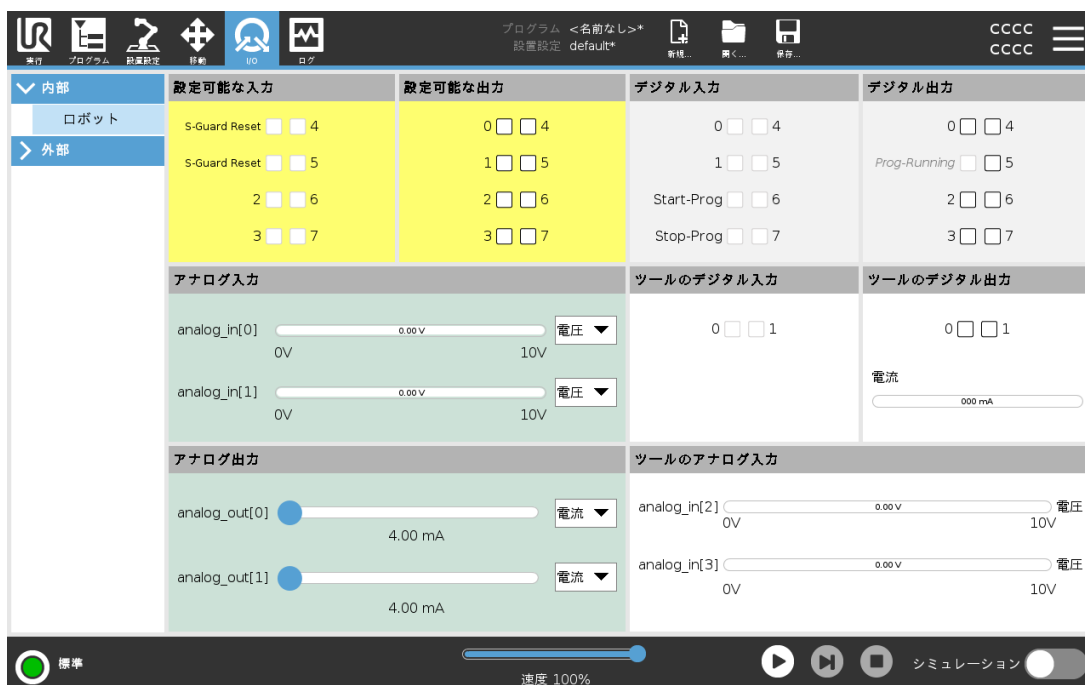 プログラム <名前なし>*
設置設定 default*
CCCC
CCCC
実行 プログラム 設置設定 移動 I/O ログ 新規... 開く... 保存...
内部
ロボット
外部
設定可能な入力
S-Guard Reset 4
S-Guard Reset 5
2 6
3 7
設定可能な出力
0 4
1 5
2 6
3 7
デジタル入力
0 4
1 5
Start-Prog 6
Stop-Prog 7
デジタル出力
0 4
Prog-Running 5
2 6
3 7
アナログ入力
analog_in[0] 0.00 V 電圧
0V 10V
analog_in[1] 0.00 V 電圧
0V 10V
ツールのデジタル入力
0 1
ツールのデジタル出力
0 1
電流
000 mA
アナログ出力
analog_out[0] 電流
4.00 mA
analog_out[1] 電流
4.00 mA
ツールのアナログ入力
analog_in[2] 0.00 V 電圧
0V 10V
analog_in[3] 0.00 V 電圧
0V 10V
標準
速度 100%
シミュレーション